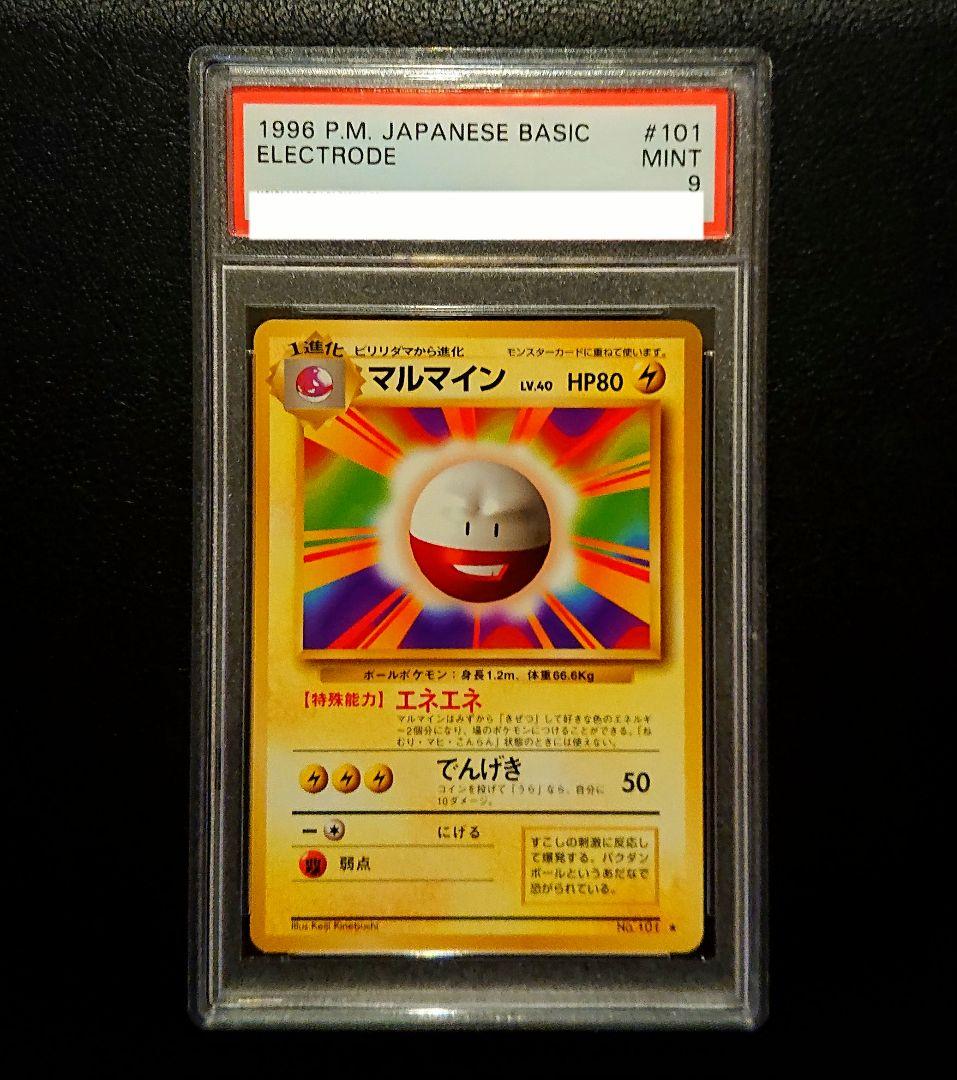 1996 P.M. JAPANESE BASIC #101
ELECTRODE MINT
9
1進化 ビリリダマから進化 モンスターカードに重ねて使います。
マルマイン LV.40 HP80
ボールポケモン：身長1.2m、体重66.6Kg
【特殊能力】エネエネ
マルマインはみずから「きぜつ」して好きな色のエネルギ
ー2個分になり、場のポケモンにつけることができる。「ね
むり・マヒ・こんらん」状態のときには使えない。
でんげき 50
コインを投げて「うら」なら、自分に
10ダメージ。
にげる
弱点
すこしの刺激に反応し
て爆発する。バクダン
ボールというあだなで
恐がられている。
Illus.Keiji Kinebuchi No.101 ★